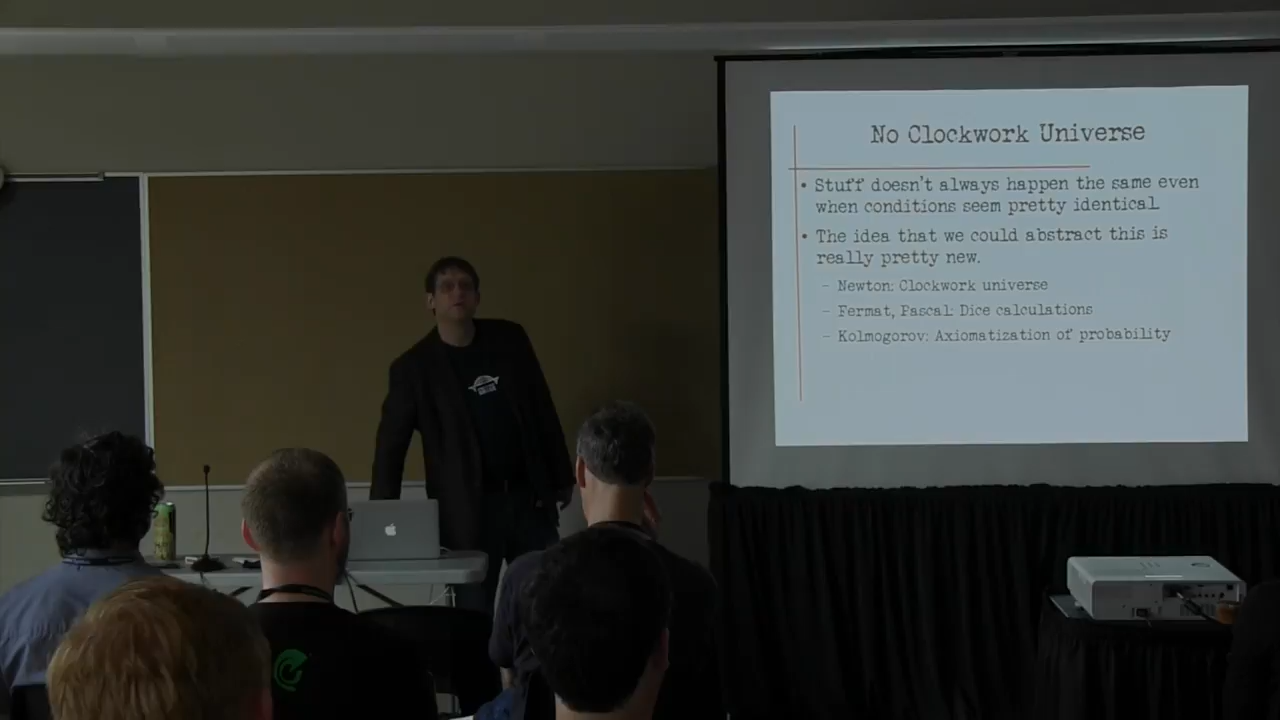 No Clockwork Universe
• Stuff doesn't always happen the same even
when conditions seem pretty identical
• The idea that we could abstract this is
really pretty new.
– Newton: Clockwork universe
– Fermat, Pascal: Dice calculations
– Kolmogorov: Axiomatization of probability